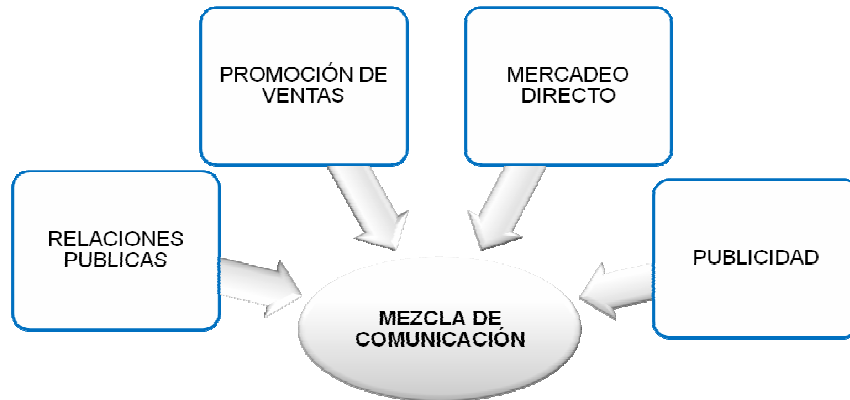 PROMOCIÓN DE
VENTAS
MERCADEO
DIRECTO
RELACIONES
PUBLICAS
PUBLICIDAD
MEZCLA DE
COMUNICACIÓN